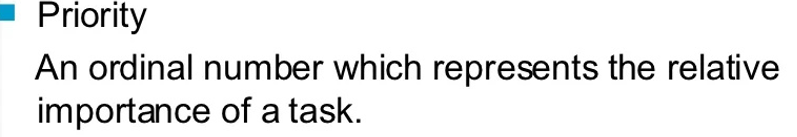 Priority
An ordinal number which represents the relative
importance of a task.